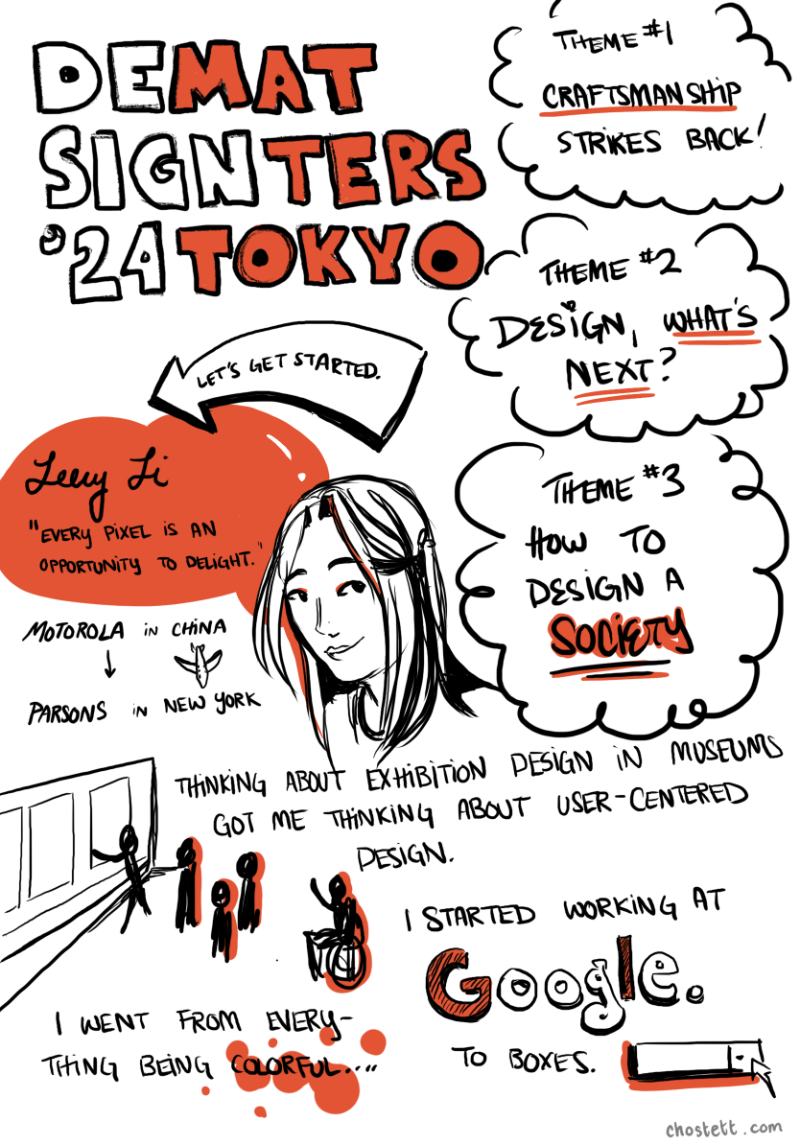 DEMAT
SIGNTERS
'24 TOKYO
THEME #1
CRAFTSMANSHIP
STRIKES BACK!
THEME #2
DESIGN, WHAT'S
NEXT?
THEME #3
HOW TO
DESIGN A
SOCIETY
LET'S GET STARTED.
Leeey Li
"EVERY PIXEL IS AN
OPPORTUNITY TO DELIGHT."
MOTOROLA IN CHINA
↓
PARSONS IN NEW YORK
THINKING ABOUT EXHIBITION DESIGN IN MUSEUMS
GOT ME THINKING ABOUT USER-CENTERED
DESIGN.
I STARTED WORKING AT
Google.
I WENT FROM EVERY-
THING BEING COLORFUL....
TO BOXES.
chostett.com